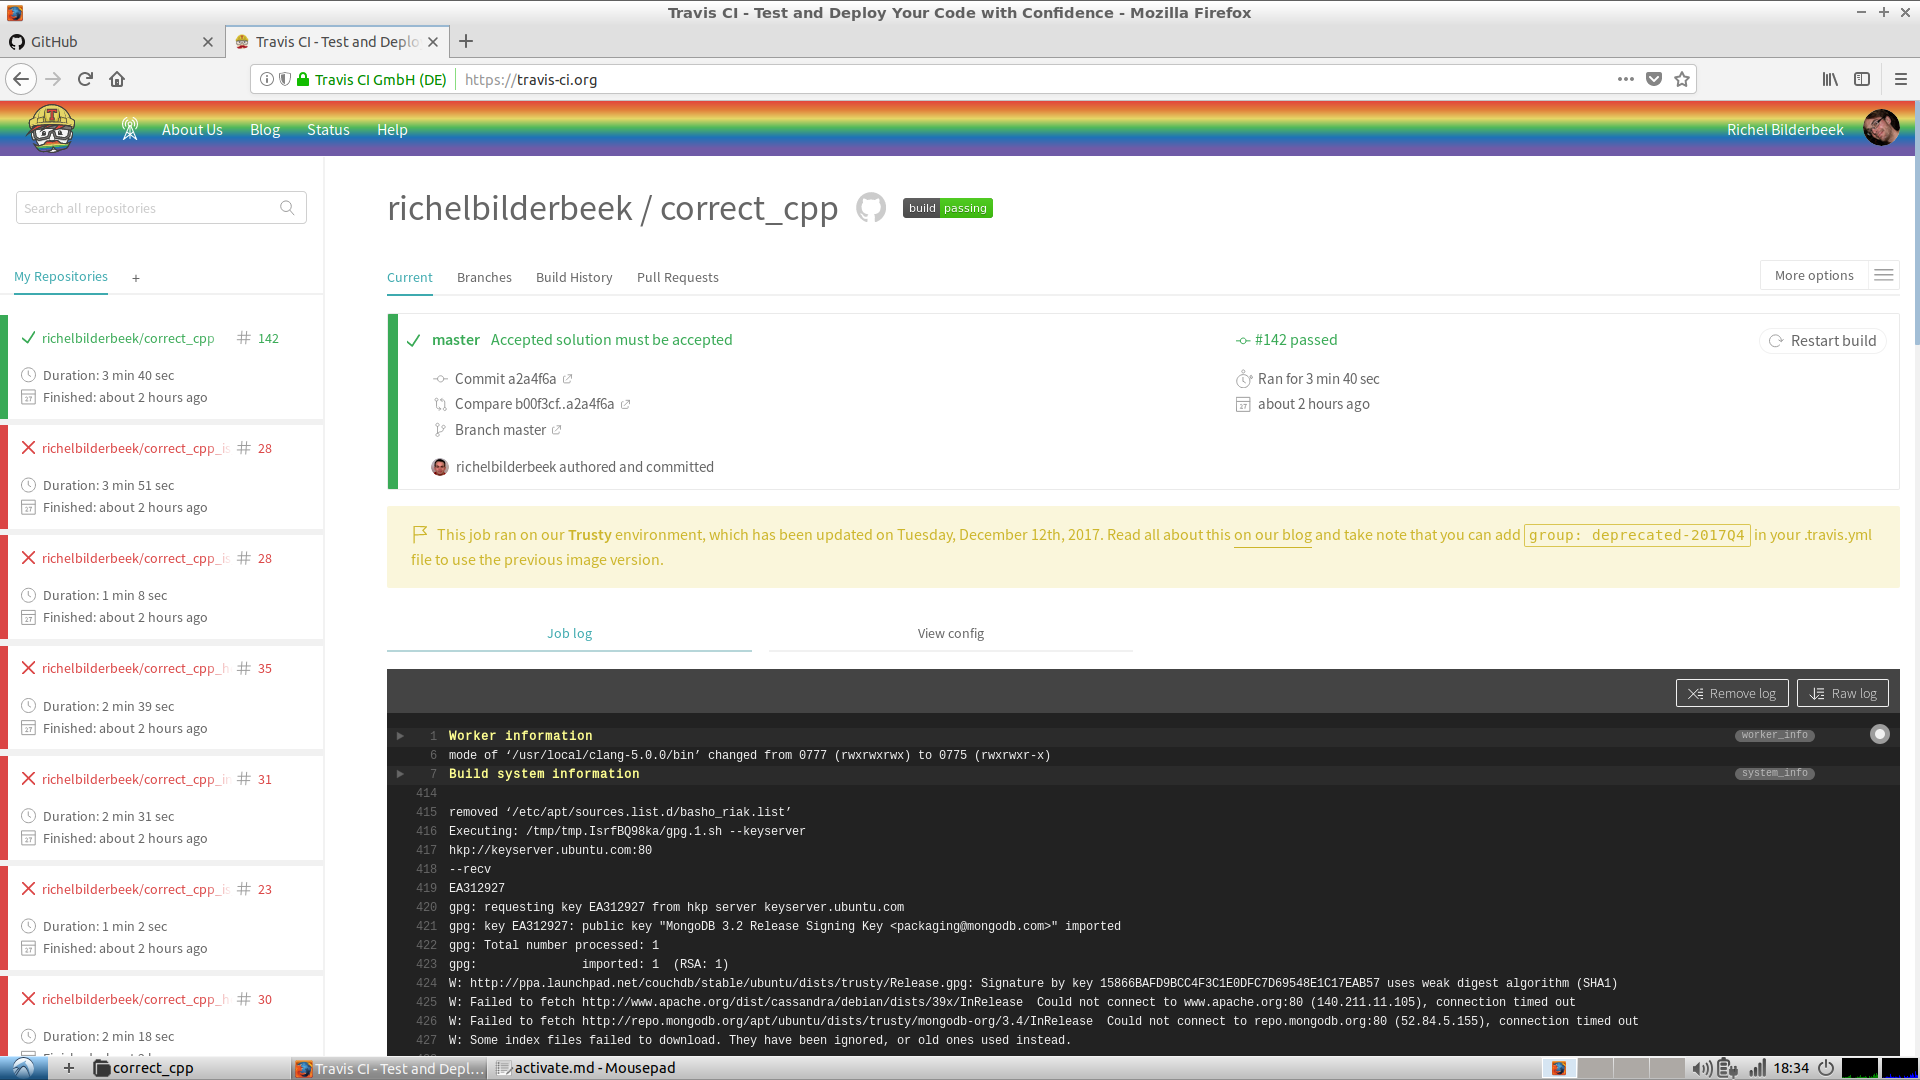 Travis CI - Test and Deploy Your Code with Confidence - Mozilla Firefox
GitHub
Travis CI - Test and Deplo
Travis CI GmbH (DE)
https://travis-ci.org
About Us
Blog
Status
Help
Richel Bilderbeek
Search all repositories
My Repositories
+
richelbilderbeek/correct_cpp # 142
Duration: 3 min 40 sec
Finished: about 2 hours ago
richelbilderbeek/correct_cpp_is # 28
Duration: 3 min 51 sec
Finished: about 2 hours ago
richelbilderbeek/correct_cpp_is # 28
Duration: 1 min 8 sec
Finished: about 2 hours ago
richelbilderbeek/correct_cpp_h # 35
Duration: 2 min 39 sec
Finished: about 2 hours ago
richelbilderbeek/correct_cpp_in # 31
Duration: 2 min 31 sec
Finished: about 2 hours ago
richelbilderbeek/correct_cpp_is # 23
Duration: 1 min 2 sec
Finished: about 2 hours ago
richelbilderbeek/correct_cpp_h # 30
Duration: 2 min 18 sec
richelbilderbeek / correct_cpp
build passing
Current
Branches
Build History
Pull Requests
More options
master Accepted solution must be accepted
Commit a2a4f6a
Compare b00f3cf..a2a4f6a
Branch master
richelbilderbeek authored and committed
#142 passed
Ran for 3 min 40 sec
about 2 hours ago
Restart build
This job ran on our Trusty environment, which has been updated on Tuesday, December 12th, 2017. Read all about this on our blog and take note that you can add group: deprecated-2017Q4 in your .travis.yml
file to use the previous image version.
Job log
View config
Remove log
Raw log
1 Worker information worker_info
6 mode of ‘/usr/local/clang-5.0.0/bin’ changed from 0777 (rwxrwxrwx) to 0775 (rwxrwxr-x)
7 Build system information system_info
414
415 removed ‘/etc/apt/sources.list.d/basho_riak.list’
416 Executing: /tmp/tmp.IsrfBQ98ka/gpg.1.sh --keyserver
417 hkp://keyserver.ubuntu.com:80
418 --recv
419 EA312927
420 gpg: requesting key EA312927 from hkp server keyserver.ubuntu.com
421 gpg: key EA312927: public key "MongoDB 3.2 Release Signing Key <packaging@mongodb.com>" imported
422 gpg: Total number processed: 1
423 gpg: imported: 1 (RSA: 1)
424 W: http://ppa.launchpad.net/couchdb/stable/ubuntu/dists/trusty/Release.gpg: Signature by key 15866BAFD9BCC4F3C1E0DFC7D69548E1C17EAB57 uses weak digest algorithm (SHA1)
425 W: Failed to fetch http://www.apache.org/dist/cassandra/debian/dists/39x/InRelease Could not connect to www.apache.org:80 (140.211.11.105), connection timed out
426 W: Failed to fetch http://repo.mongodb.org/apt/ubuntu/dists/trusty/mongodb-org/3.4/InRelease Could not connect to repo.mongodb.org:80 (52.84.5.155), connection timed out
427 W: Some index files failed to download. They have been ignored, or old ones used instead.
correct_cpp
Travis CI - Test and Depl...
activate.md - Mousepad
18:34